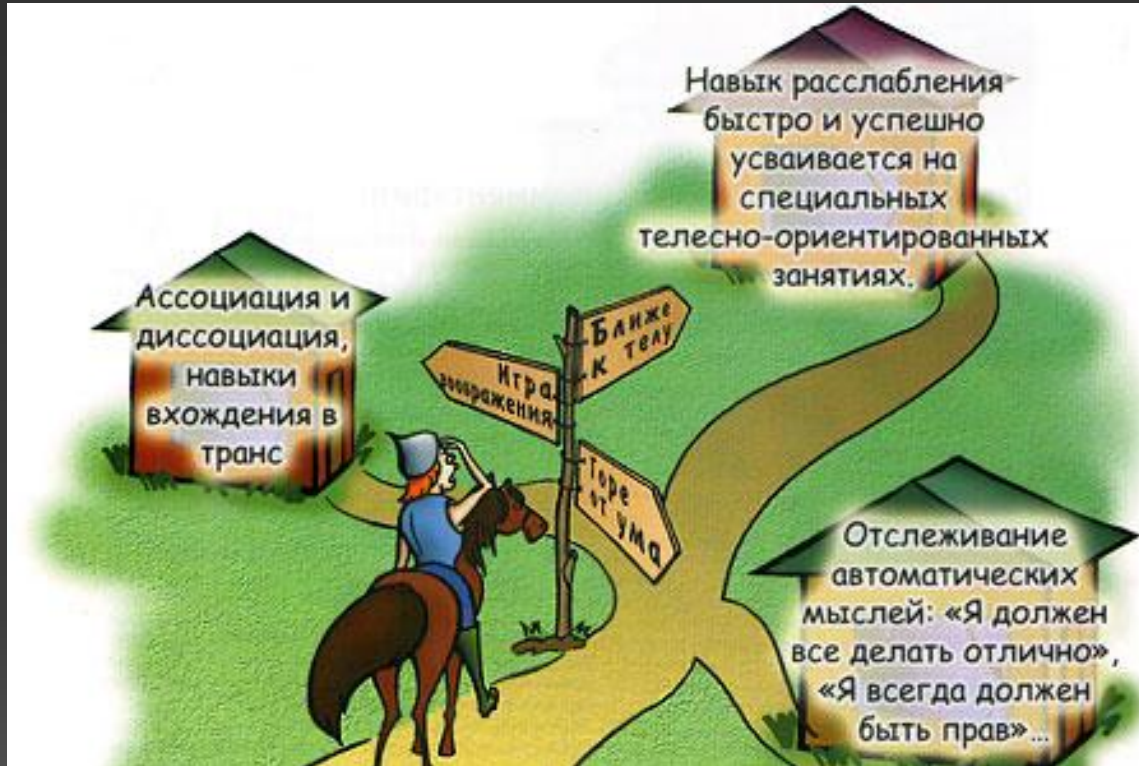 Навык расслабления
быстро и успешно
усваивается на
специальных
телесно-ориентированных
занятиях.
Ассоциация и
диссоциация,
навыки
вхождения в
транс
Ближе
к телу
Игра
воображения
Горе
от ума
Отслеживание
автоматических
мыслей: «Я должен
все делать отлично»,
«Я всегда должен
быть прав»...